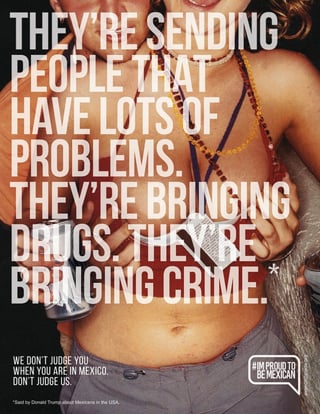 THEY'RE SENDING
PEOPLE THAT
HAVE LOTS OF
PROBLEMS.
THEY'RE BRINGING
DRUGS. THEY'RE
BRINGING CRIME.*
WE DON'T JUDGE YOU
WHEN YOU ARE IN MEXICO.
DON'T JUDGE US.
#IMPROUDTO
BEMEXICAN
*Said by Donald Trump about Mexicans in the USA.